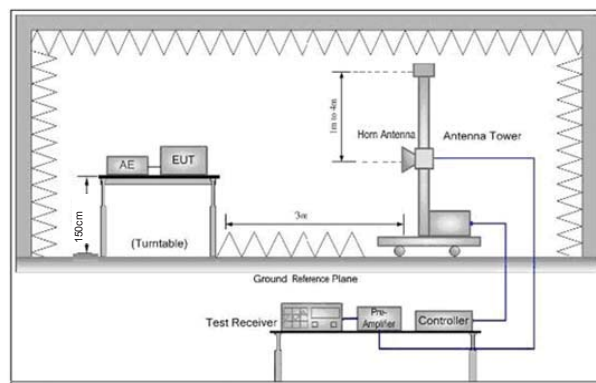 1m to 4m
Horn Antenna
Antenna Tower
AE
EUT
150cm
(Turntable)
3m
Ground Reference Plane
Test Receiver
Pre-
Amplifier
Controller